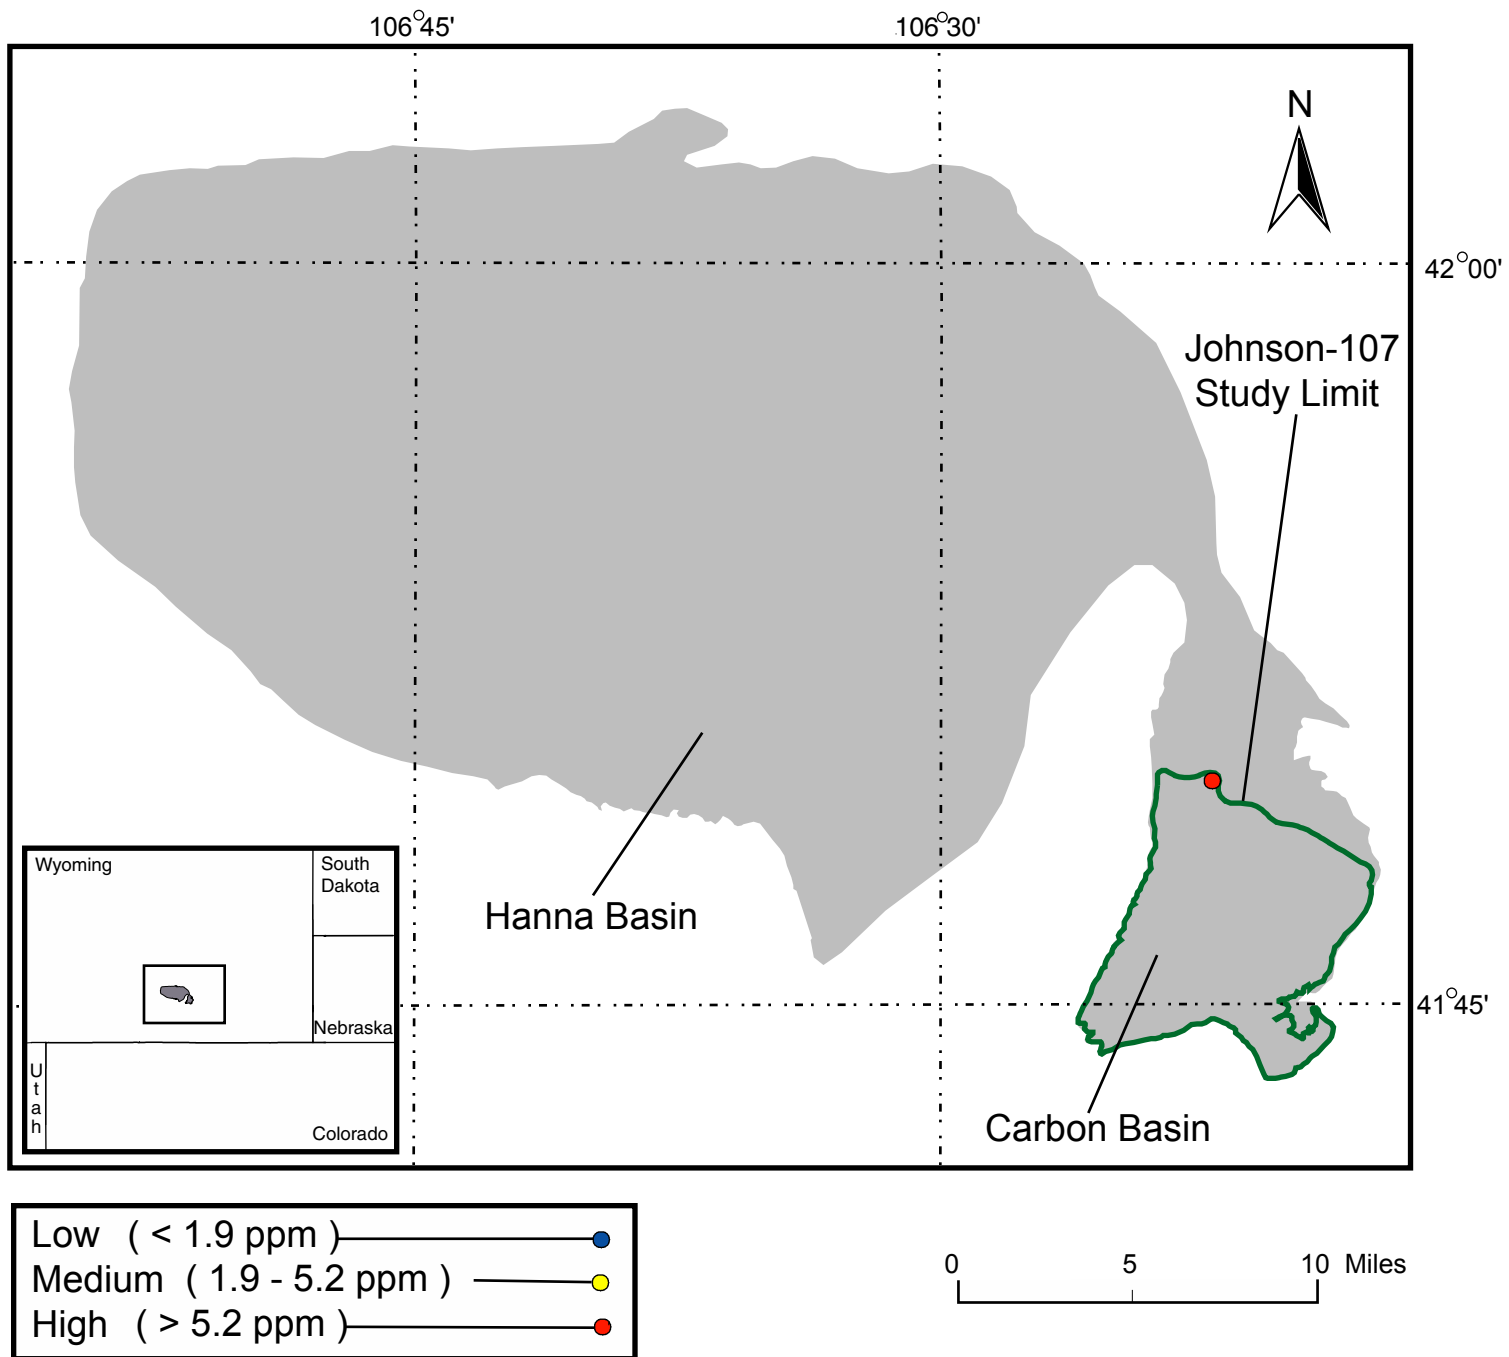 106°45'
106°30'
N
42°00'
Johnson-107
Study Limit
Hanna Basin
Wyoming
South
Dakota
Nebraska
Utah
Colorado
41°45'
Carbon Basin
Low ( < 1.9 ppm )
Medium ( 1.9 - 5.2 ppm )
High ( > 5.2 ppm )
0 5 10 Miles